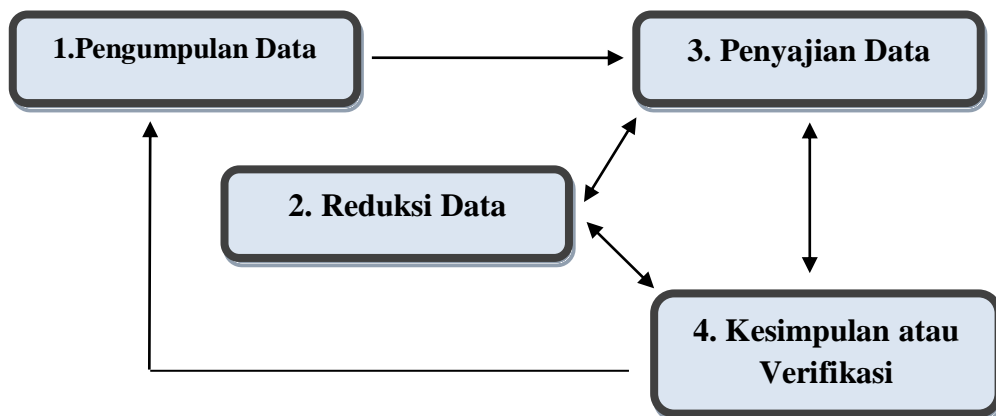 1.Pengumpulan Data
3. Penyajian Data
2. Reduksi Data
4. Kesimpulan atau
Verifikasi